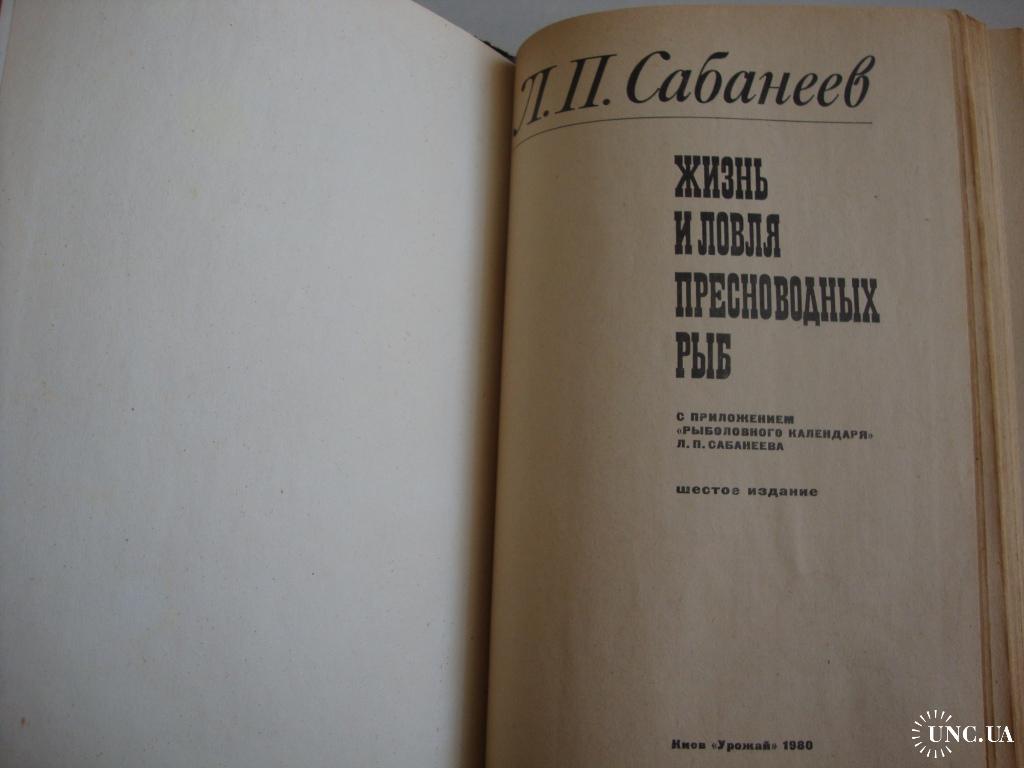 Л. П. Сабанеев
ЖИЗНЬ
И ЛОВЛЯ
ПРЕСНОВОДНЫХ
РЫБ
С ПРИЛОЖЕНИЕМ
«РЫБОЛОВНОГО КАЛЕНДАРЯ»
Л. П. САБАНЕЕВА
шестое издание
Киев «Урожай» 1980
UNC.UA